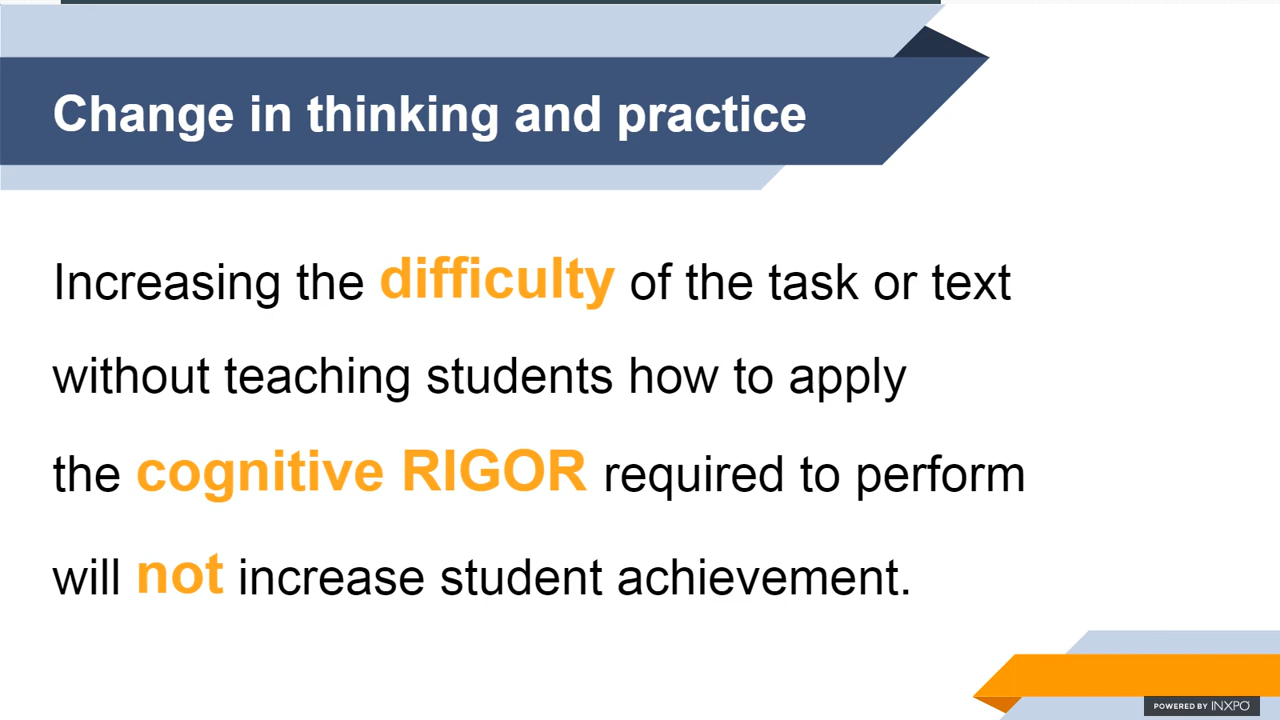 Change in thinking and practice
Increasing the difficulty of the task or text
without teaching students how to apply
the cognitive RIGOR required to perform
will not increase student achievement.
POWERED BY INXPO